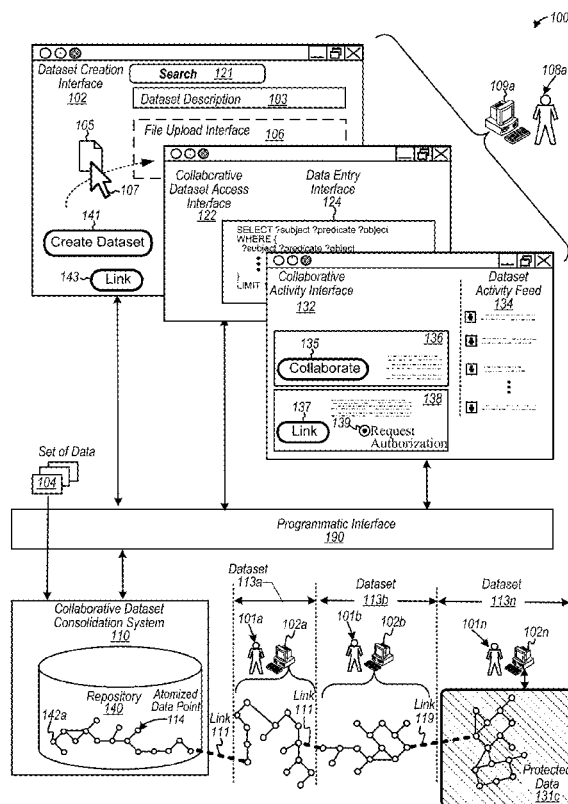 100
109a
108a
Dataset Creation
Interface
102
Search 121
Dataset Description 103
105
File Upload Interface
106
107
141
Create Dataset
143
Link
Collaborative
Dataset Access
Interface
122
Data Entry
Interface
124
SELECT ?subject ?predicate ?object
WHERE {
?subject ?predicate ?object
}
LIMIT
Collaborative
Activity Interface
132
Dataset
Activity Feed
134
135
136
Collaborate
137
138
Link
139
Request
Authorization
Set of Data
104
Programmatic Interface
190
Collaborative Dataset
Consolidation System
110
Repository
140
Atomized
Data Point
114
142a
Link
111
Dataset
113a
101a
102a
Link
111
Dataset
113b
101b
102b
Link
119
Dataset
113n
101n
102n
Protected
Data
131c